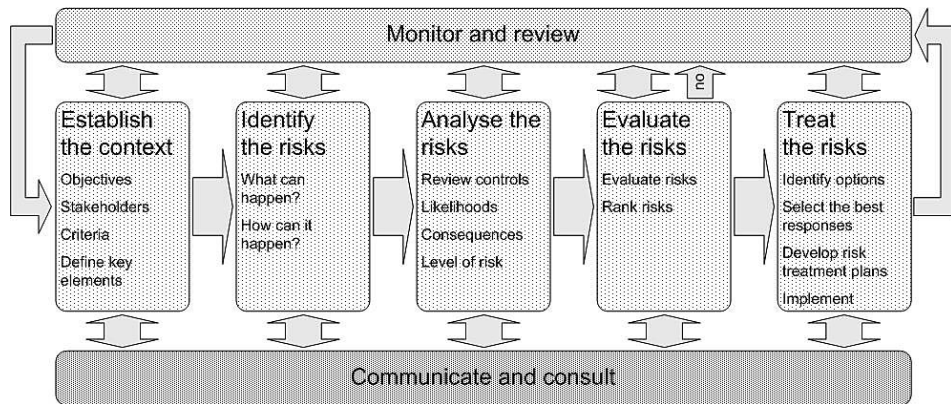 Monitor and review
no
Establish
the context
Objectives
Stakeholders
Criteria
Define key
elements
Identify
the risks
What can
happen?
How can it
happen?
Analyse the
risks
Review controls
Likelihoods
Consequences
Level of risk
Evaluate
the risks
Evaluate risks
Rank risks
Treat
the risks
Identify options
Select the best
responses
Develop risk
treatment plans
Implement
Communicate and consult